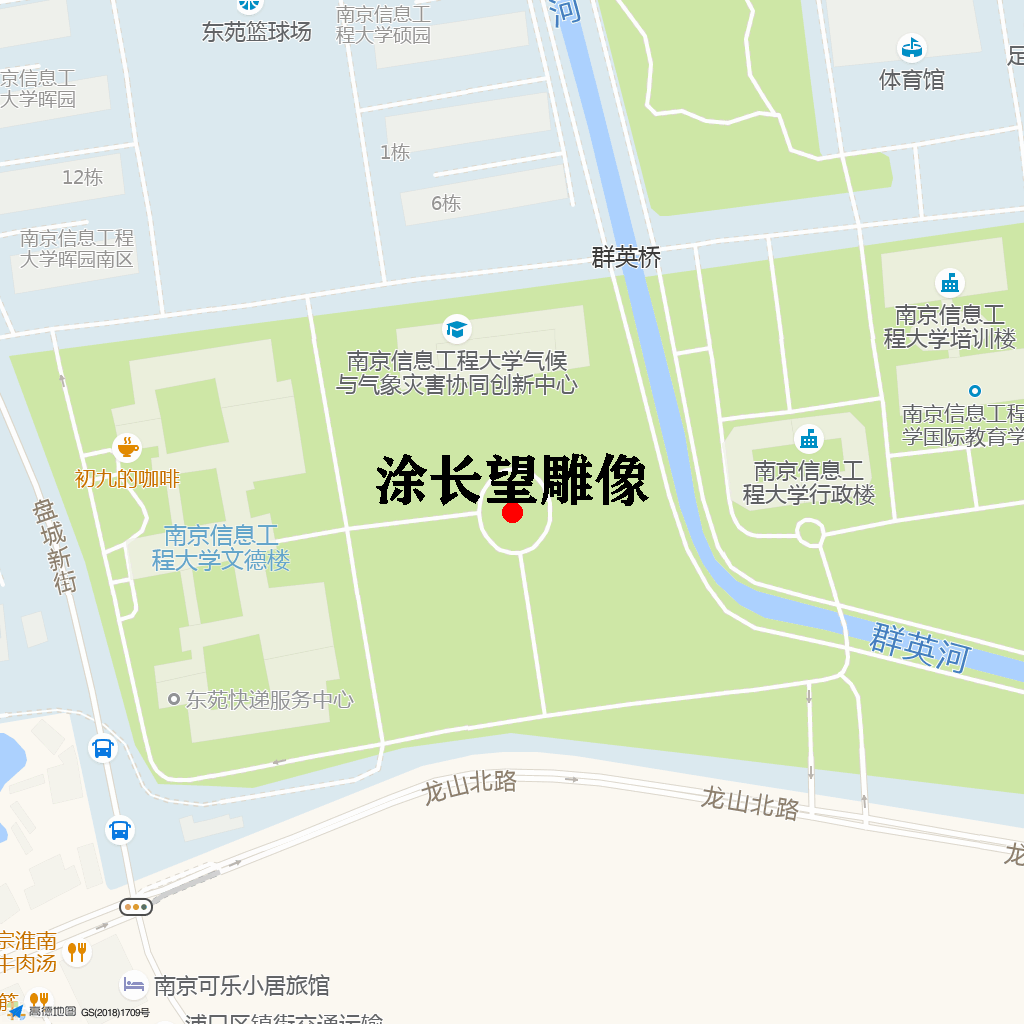 河
东苑篮球场
南京信息工
程大学硕园
体育馆
足
京信息工
大学晖园
1栋
12栋
6栋
南京信息工程
大学晖园南区
群英桥
南京信息工
程大学培训楼
南京信息工程大学气候
与气象灾害协同创新中心
南京信息工程
学国际教育学
初九的咖啡
涂长望雕像
南京信息工
程大学行政楼
盘城新街
南京信息工
程大学文德楼
群英河
东苑快递服务中心
龙山北路
龙山北路
龙
宗淮南
牛肉汤
南京可乐小居旅馆
筋
高德地图 GS(2018)1709号
浦口区镇街交通运输